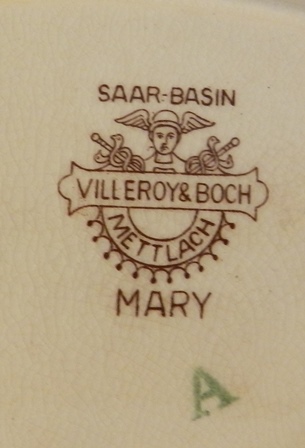 SAAR-BASIN
VILLEROY & BOCH
METTLACH
MARY
A